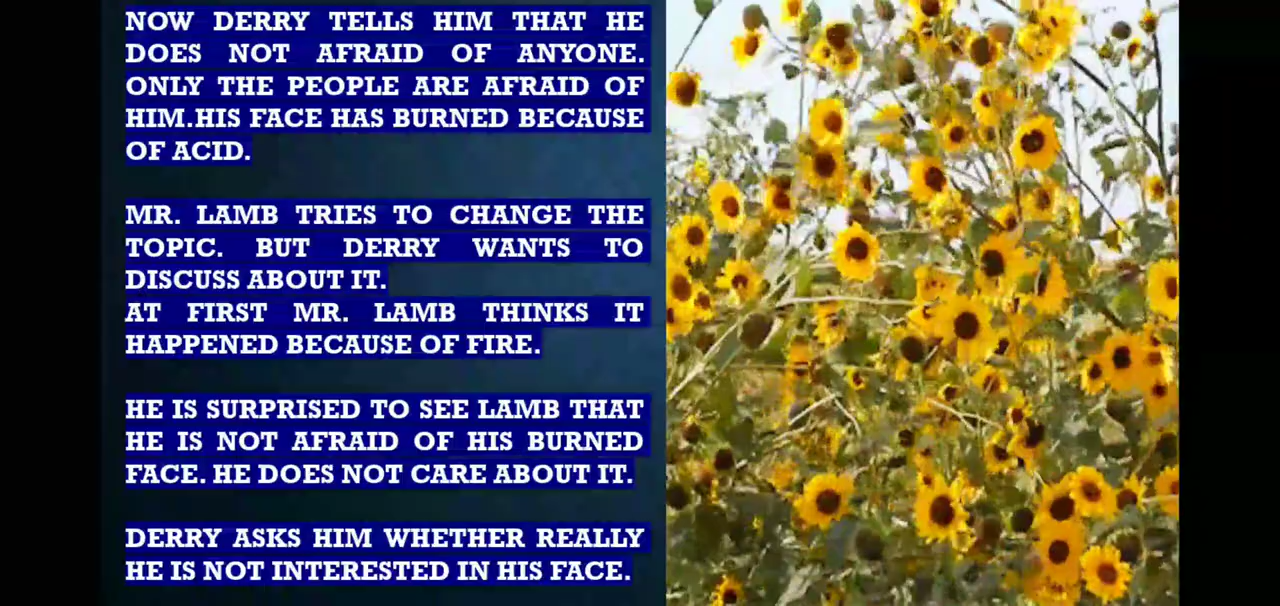 NOW DERRY TELLS HIM THAT HE
DOES NOT AFRAID OF ANYONE.
ONLY THE PEOPLE ARE AFRAID OF
HIM.HIS FACE HAS BURNED BECAUSE
OF ACID.
MR. LAMB TRIES TO CHANGE THE
TOPIC. BUT DERRY WANTS TO
DISCUSS ABOUT IT.
AT FIRST MR. LAMB THINKS IT
HAPPENED BECAUSE OF FIRE.
HE IS SURPRISED TO SEE LAMB THAT
HE IS NOT AFRAID OF HIS BURNED
FACE. HE DOES NOT CARE ABOUT IT.
DERRY ASKS HIM WHETHER REALLY
HE IS NOT INTERESTED IN HIS FACE.